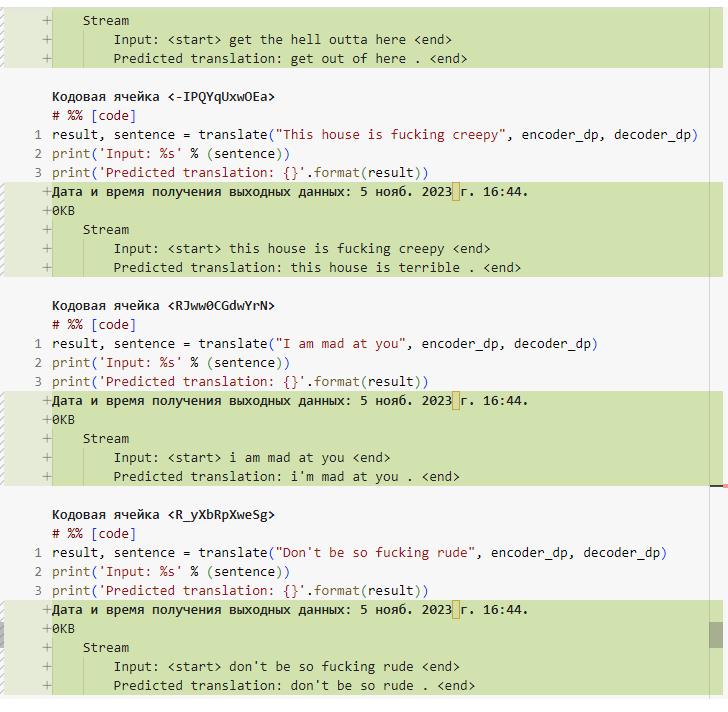 + Stream
+ Input: <start> get the hell outta here <end>
+ Predicted translation: get out of here . <end>
Кодовая ячейка <-IPQYqUxwOEa>
# %% [code]
1 result, sentence = translate("This house is fucking creepy", encoder_dp, decoder_dp)
2 print('Input: %s' % (sentence))
3 print('Predicted translation: {}'.format(result))
+Дата и время получения выходных данных: 5 нояб. 2023 г. 16:44.
+0KB
+ Stream
+ Input: <start> this house is fucking creepy <end>
+ Predicted translation: this house is terrible . <end>
Кодовая ячейка <RJww0CGdwYrN>
# %% [code]
1 result, sentence = translate("I am mad at you", encoder_dp, decoder_dp)
2 print('Input: %s' % (sentence))
3 print('Predicted translation: {}'.format(result))
+Дата и время получения выходных данных: 5 нояб. 2023 г. 16:44.
+0KB
+ Stream
+ Input: <start> i am mad at you <end>
+ Predicted translation: i'm mad at you . <end>
Кодовая ячейка <R_yXbRpXweSg>
# %% [code]
1 result, sentence = translate("Don't be so fucking rude", encoder_dp, decoder_dp)
2 print('Input: %s' % (sentence))
3 print('Predicted translation: {}'.format(result))
+Дата и время получения выходных данных: 5 нояб. 2023 г. 16:44.
+0KB
+ Stream
+ Input: <start> don't be so fucking rude <end>
+ Predicted translation: don't be so rude . <end>